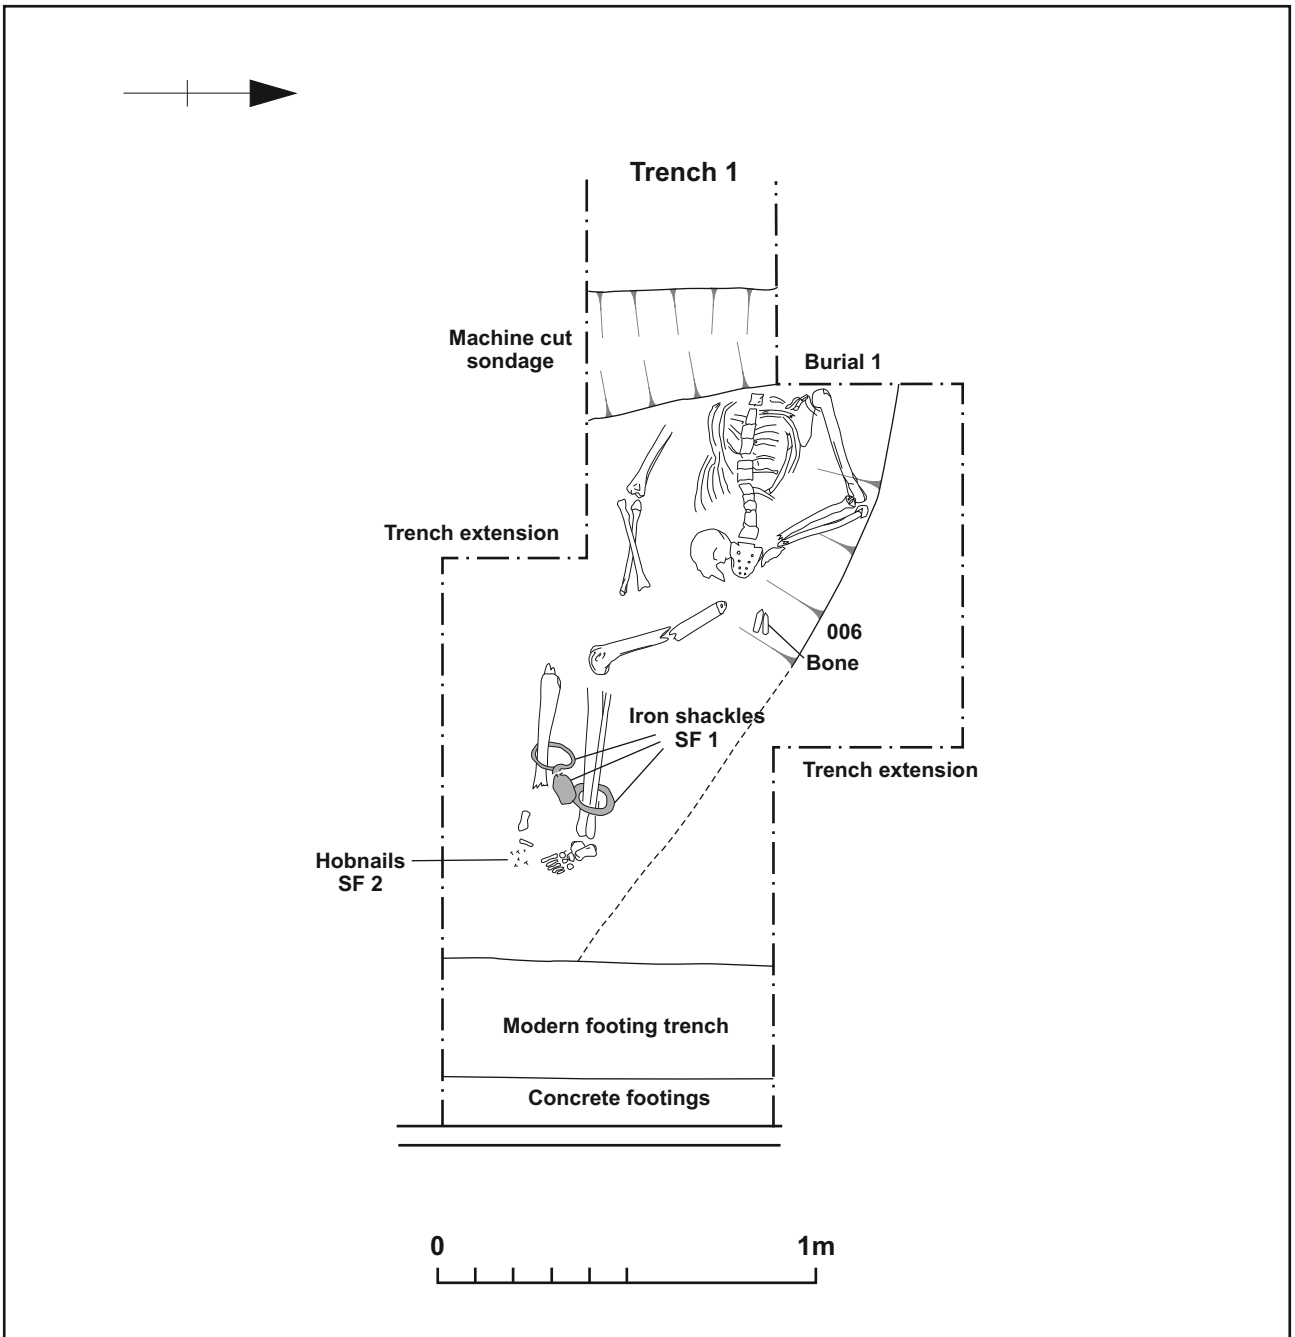 Trench 1
Machine cut
sondage
Burial 1
Trench extension
006
Bone
Iron shackles
SF 1
Trench extension
Hobnails
SF 2
Modern footing trench
Concrete footings
0 1m